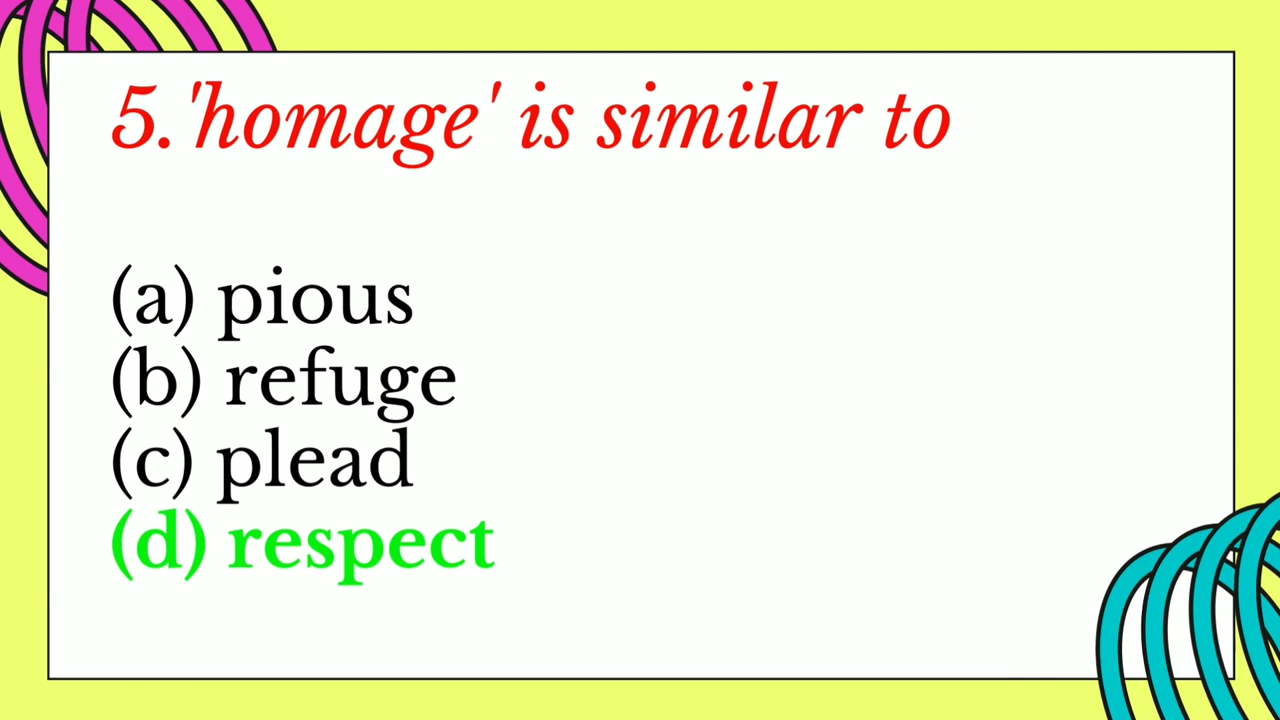 5. 'homage' is similar to
(a) pious
(b) refuge
(c) plead
(d) respect